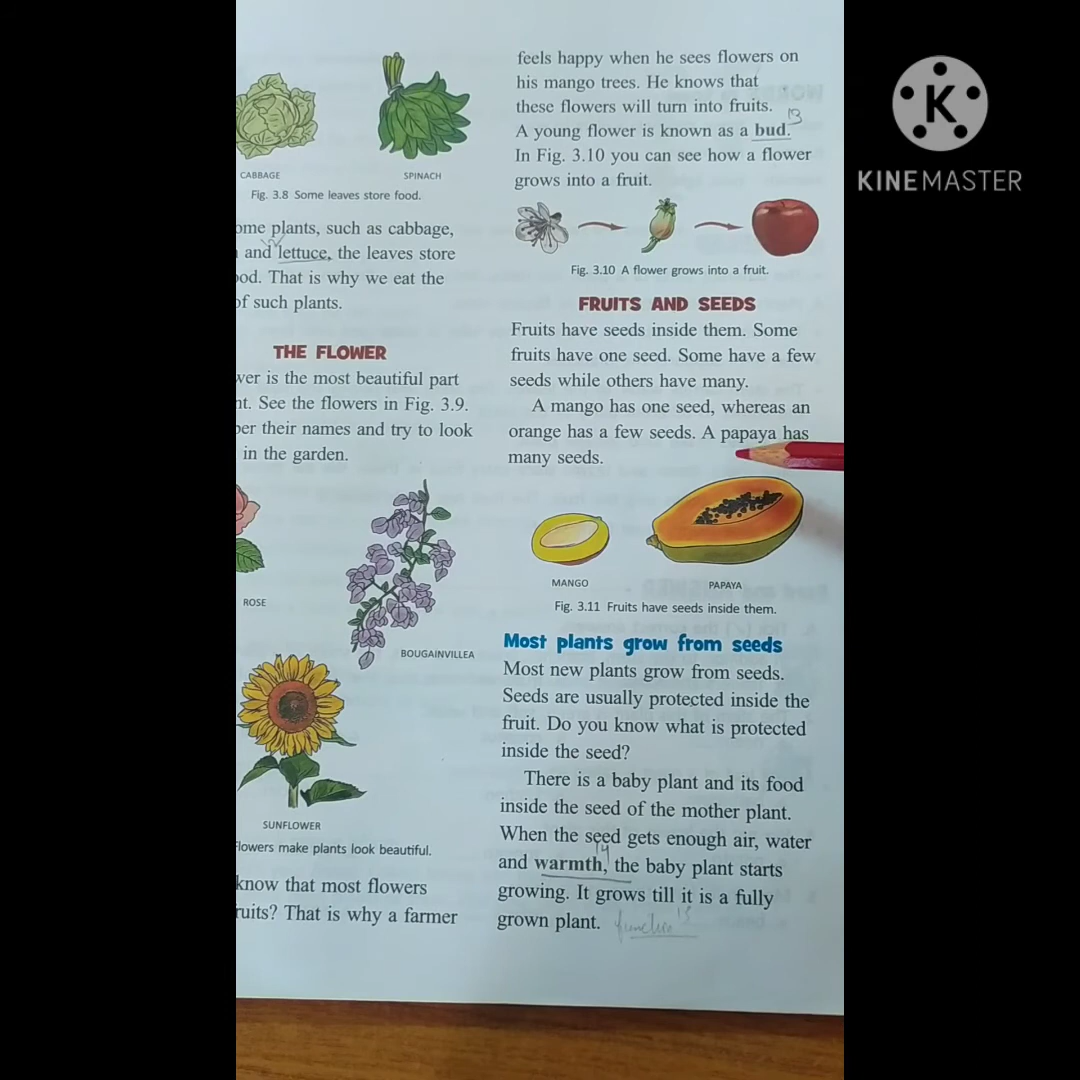 CABBAGE
SPINACH
Fig. 3.8 Some leaves store food.
ome plants, such as cabbage,
and lettuce, the leaves store
od. That is why we eat the
of such plants.
THE FLOWER
wer is the most beautiful part
nt. See the flowers in Fig. 3.9.
ber their names and try to look
in the garden.
ROSE
BOUGAINVILLEA
SUNFLOWER
lowers make plants look beautiful.
know that most flowers
ruits? That is why a farmer
feels happy when he sees flowers on
his mango trees. He knows that
these flowers will turn into fruits.
A young flower is known as a bud. 13
In Fig. 3.10 you can see how a flower
grows into a fruit.
Fig. 3.10 A flower grows into a fruit.
FRUITS AND SEEDS
Fruits have seeds inside them. Some
fruits have one seed. Some have a few
seeds while others have many.
A mango has one seed, whereas an
orange has a few seeds. A papaya has
many seeds.
MANGO
PAPAYA
Fig. 3.11 Fruits have seeds inside them.
Most plants grow from seeds
Most new plants grow from seeds.
Seeds are usually protected inside the
fruit. Do you know what is protected
inside the seed?
There is a baby plant and its food
inside the seed of the mother plant.
When the seed gets enough air, water
14
and warmth, the baby plant starts
growing. It grows till it is a fully
grown plant. 15
K
KINEMASTER